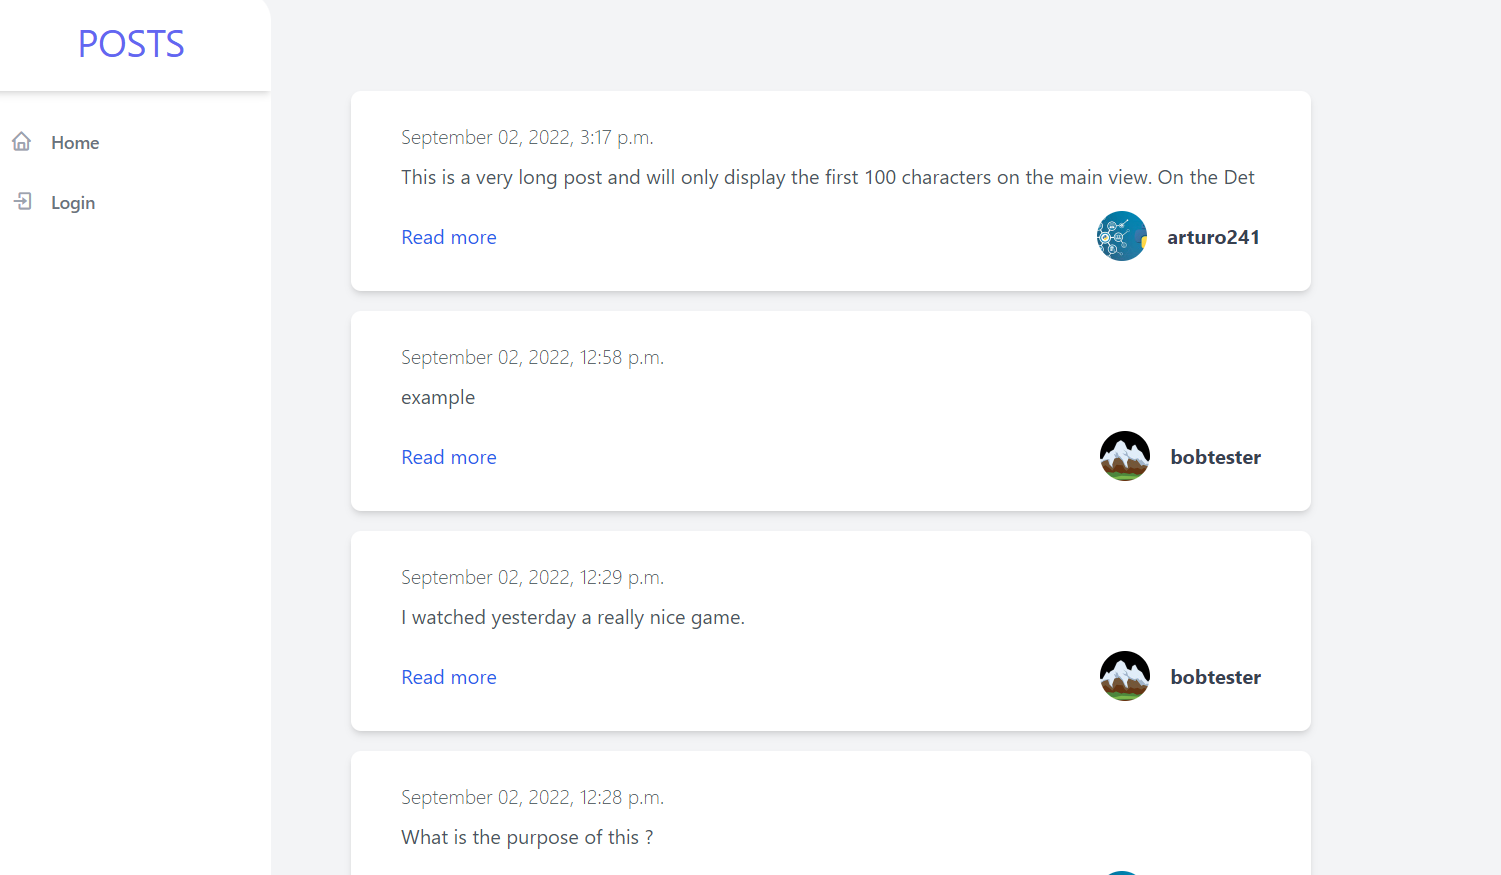 POSTS
Home
Login
September 02, 2022, 3:17 p.m.
This is a very long post and will only display the first 100 characters on the main view. On the Det
Read more
arturo241
September 02, 2022, 12:58 p.m.
example
Read more
bobtester
September 02, 2022, 12:29 p.m.
I watched yesterday a really nice game.
Read more
bobtester
September 02, 2022, 12:28 p.m.
What is the purpose of this ?